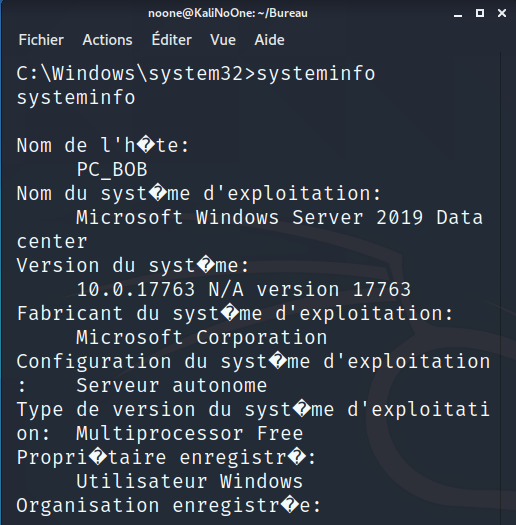 noone@KaliNoOne: ~/Bureau
Fichier Actions Éditer Vue Aide
C:\Windows\system32>systeminfo
systeminfo
Nom de l'h�te:
PC_BOB
Nom du syst�me d'exploitation:
Microsoft Windows Server 2019 Data
center
Version du syst�me:
10.0.17763 N/A version 17763
Fabricant du syst�me d'exploitation:
Microsoft Corporation
Configuration du syst�me d'exploitation
: Serveur autonome
Type de version du syst�me d'exploitati
on: Multiprocessor Free
Propri�taire enregistr�:
Utilisateur Windows
Organisation enregistr�e: